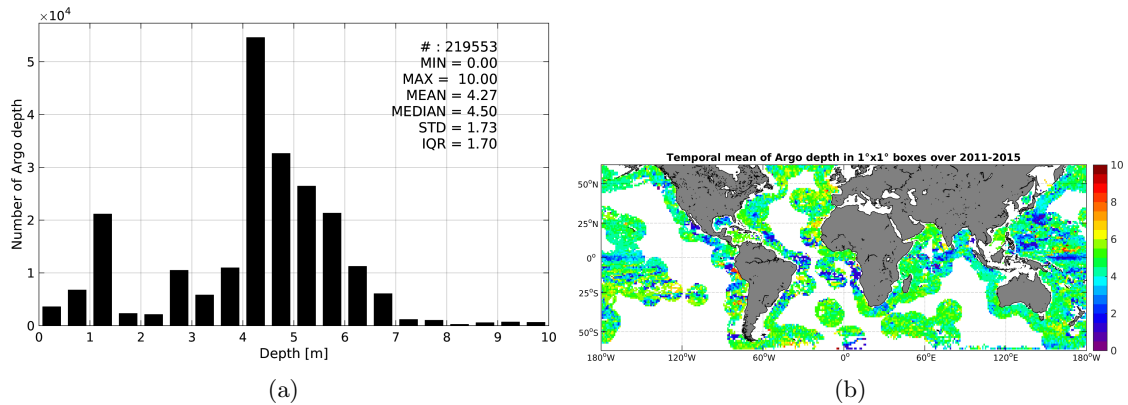 ×10⁴
# : 219553
MIN = 0.00
MAX = 10.00
MEAN = 4.27
MEDIAN = 4.50
STD = 1.73
IQR = 1.70
Number of Argo depth
5
4
3
2
1
0
0 1 2 3 4 5 6 7 8 9 10
Depth [m]
(a)
Temporal mean of Argo depth in 1°x1° boxes over 2011-2015
50°N
25°N
0°
25°S
50°S
180°W 120°W 60°W 0° 60°E 120°E 180°W
10
8
6
4
2
0
(b)